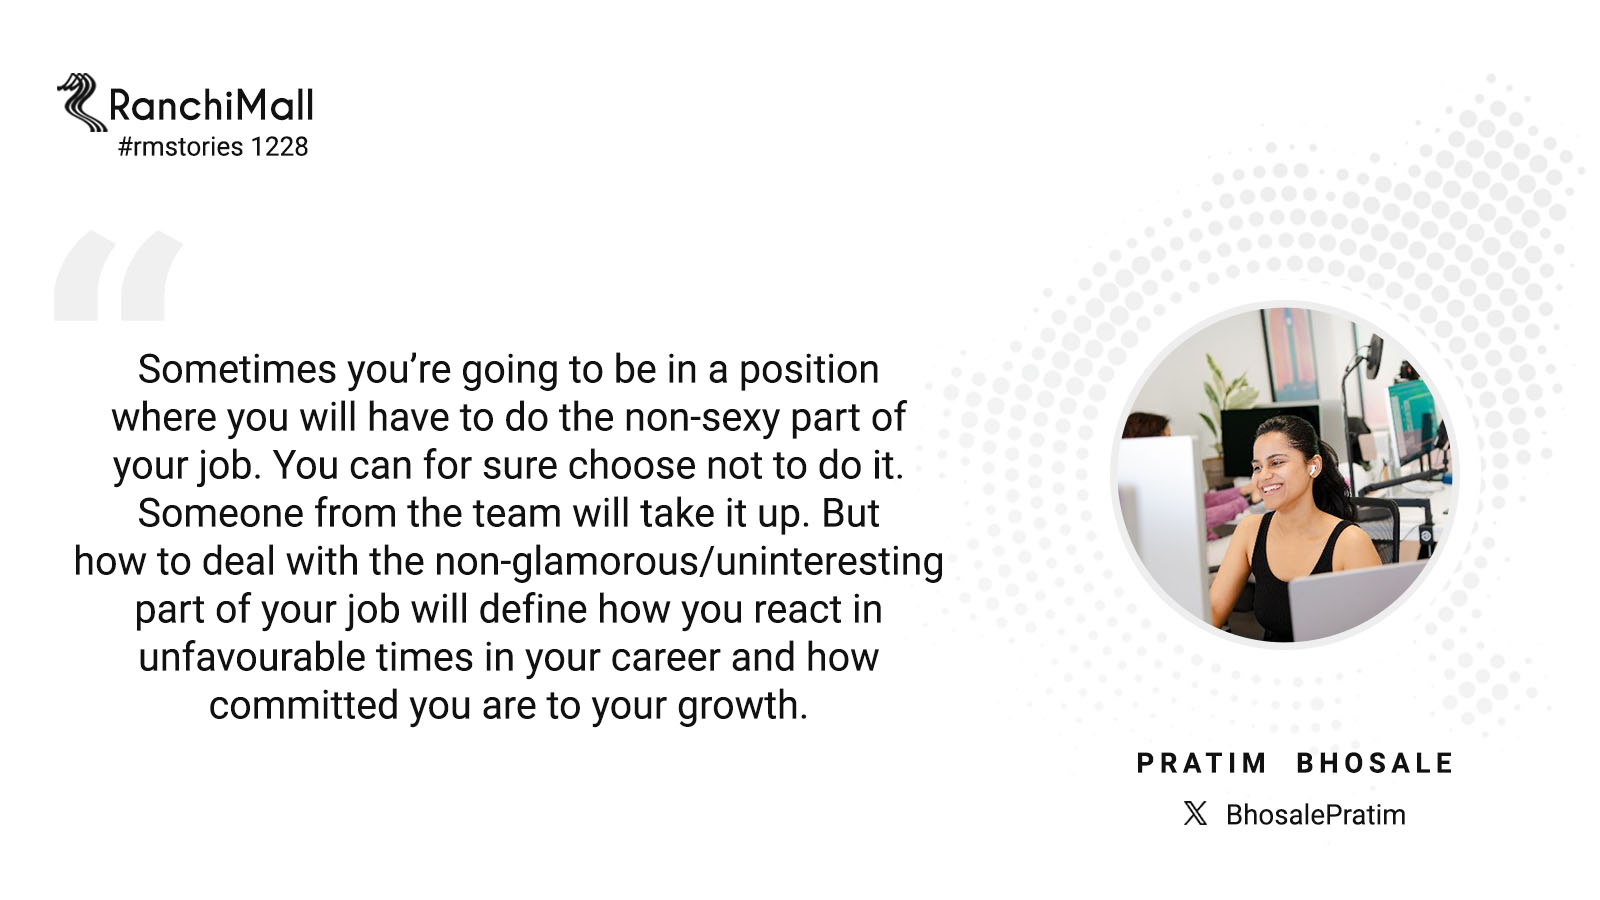 RanchiMall
#rmstories 1228
“
Sometimes you’re going to be in a position
where you will have to do the non-sexy part of
your job. You can for sure choose not to do it.
Someone from the team will take it up. But
how to deal with the non-glamorous/uninteresting
part of your job will define how you react in
unfavourable times in your career and how
committed you are to your growth.
PRATIM BHOSALE
X BhosalePratim